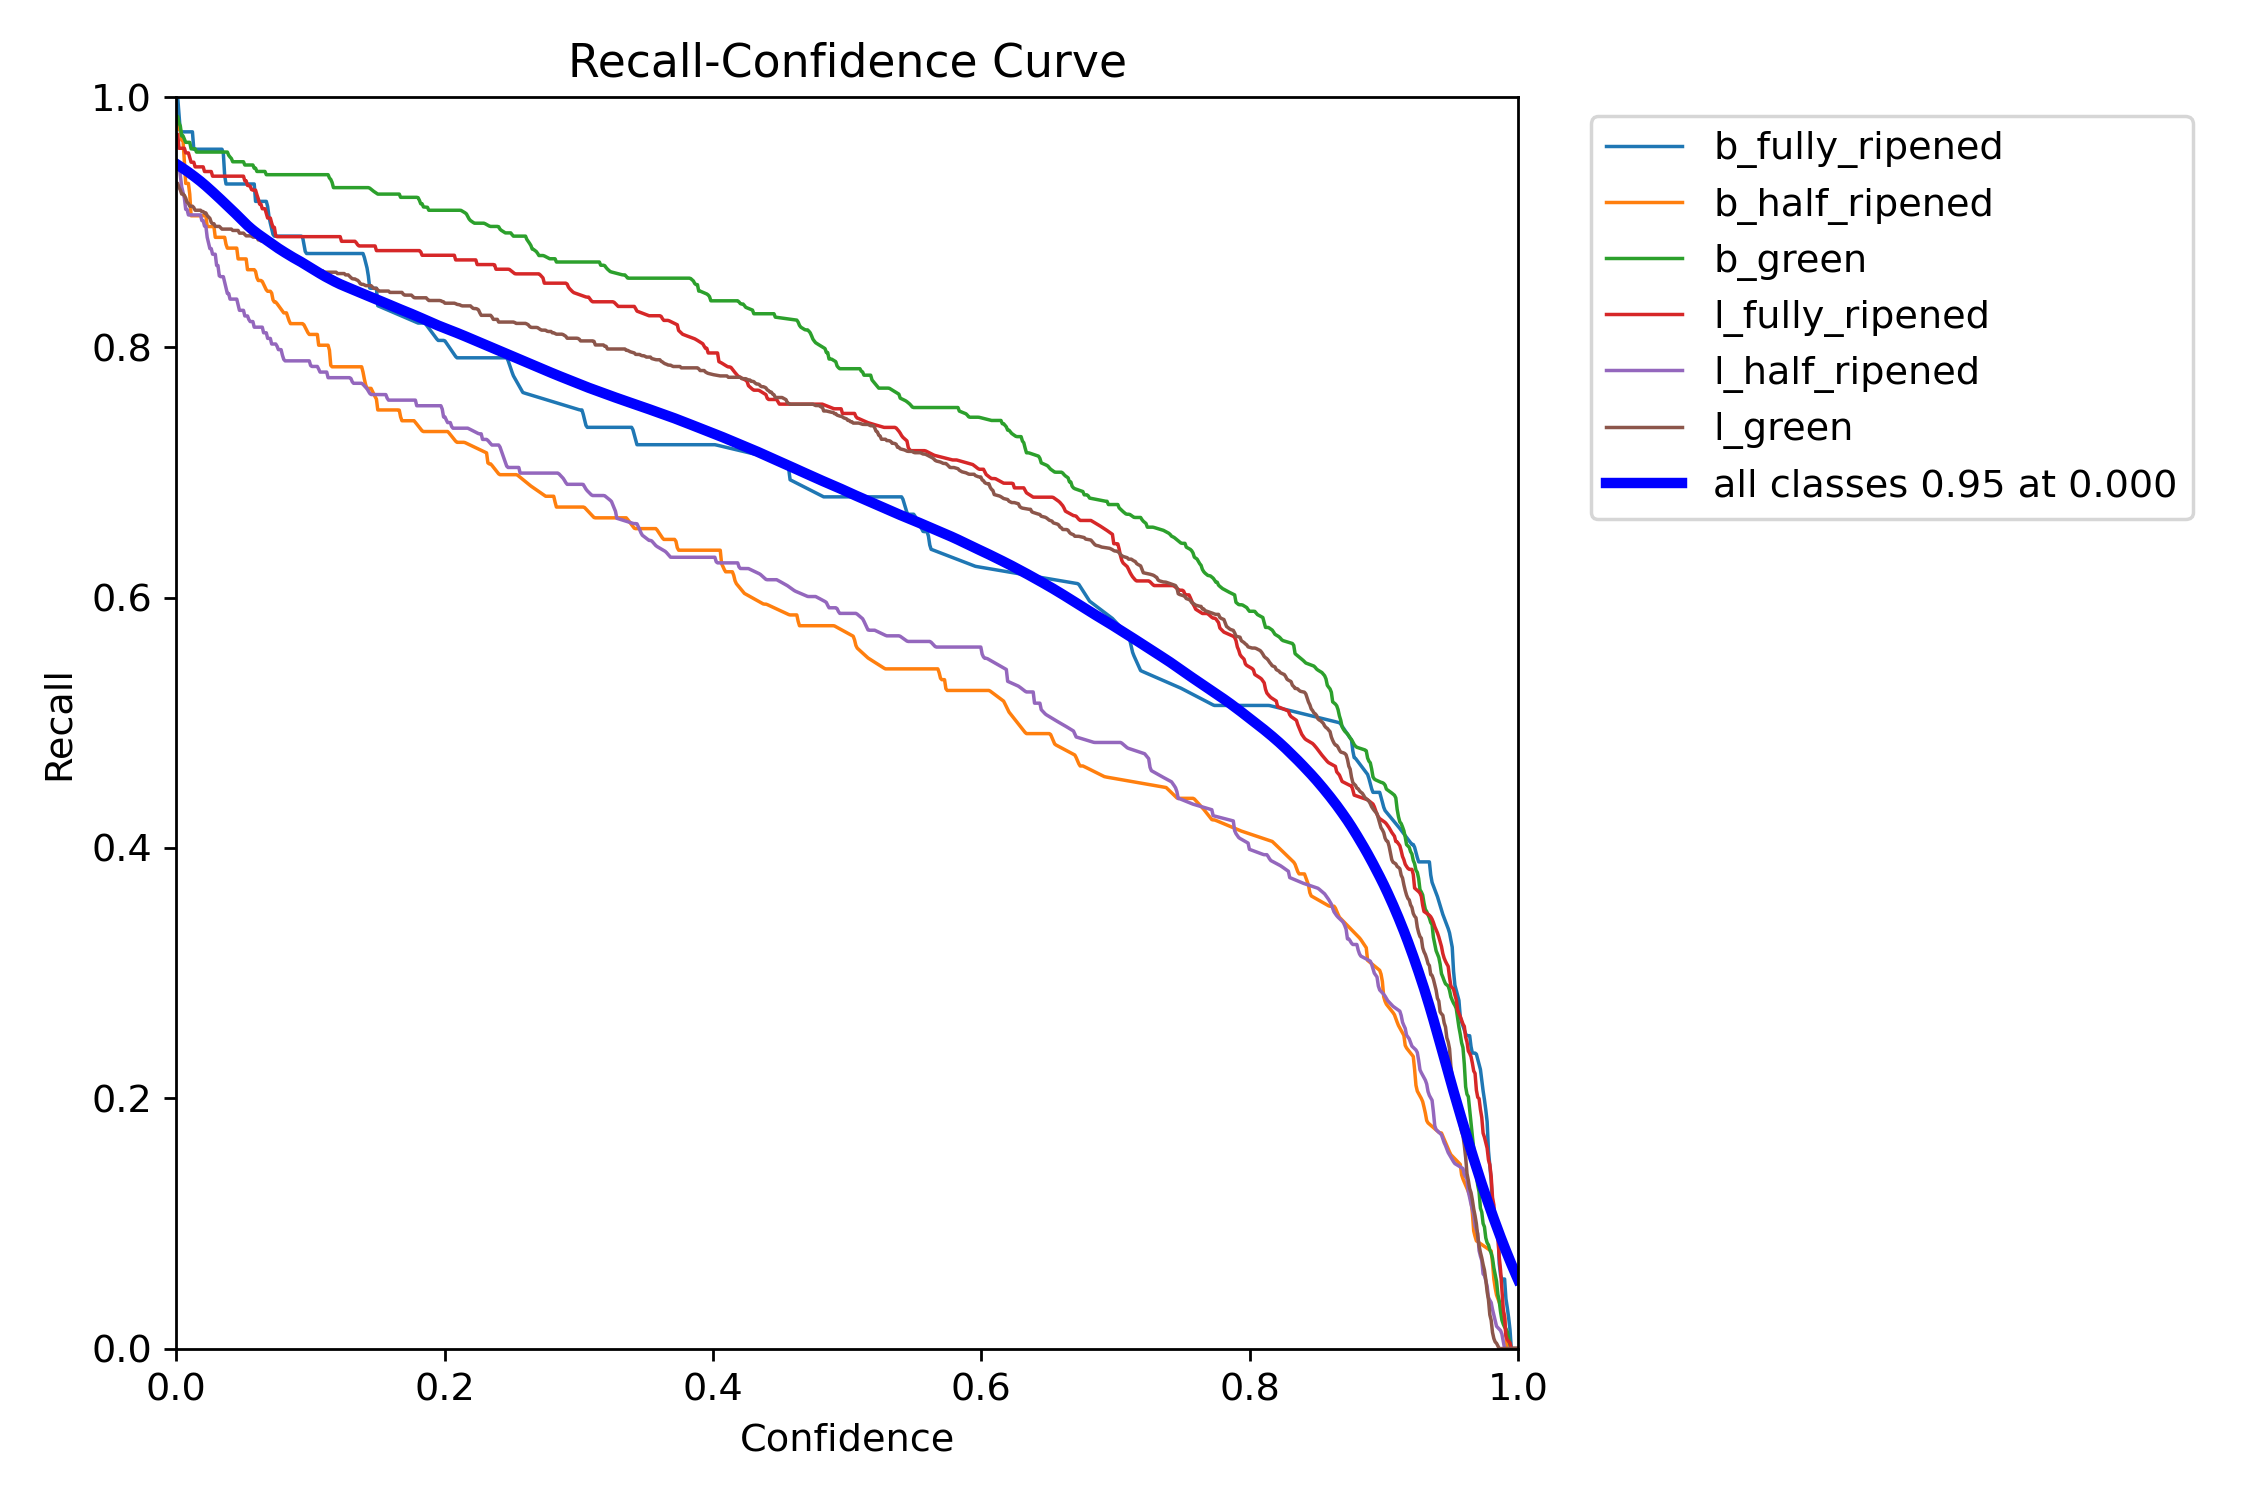 Recall-Confidence Curve
1.0
0.8
0.6
0.4
0.2
0.0
Recall
0.0 0.2 0.4 0.6 0.8 1.0
Confidence
b_fully_ripened
b_half_ripened
b_green
l_fully_ripened
l_half_ripened
l_green
all classes 0.95 at 0.000